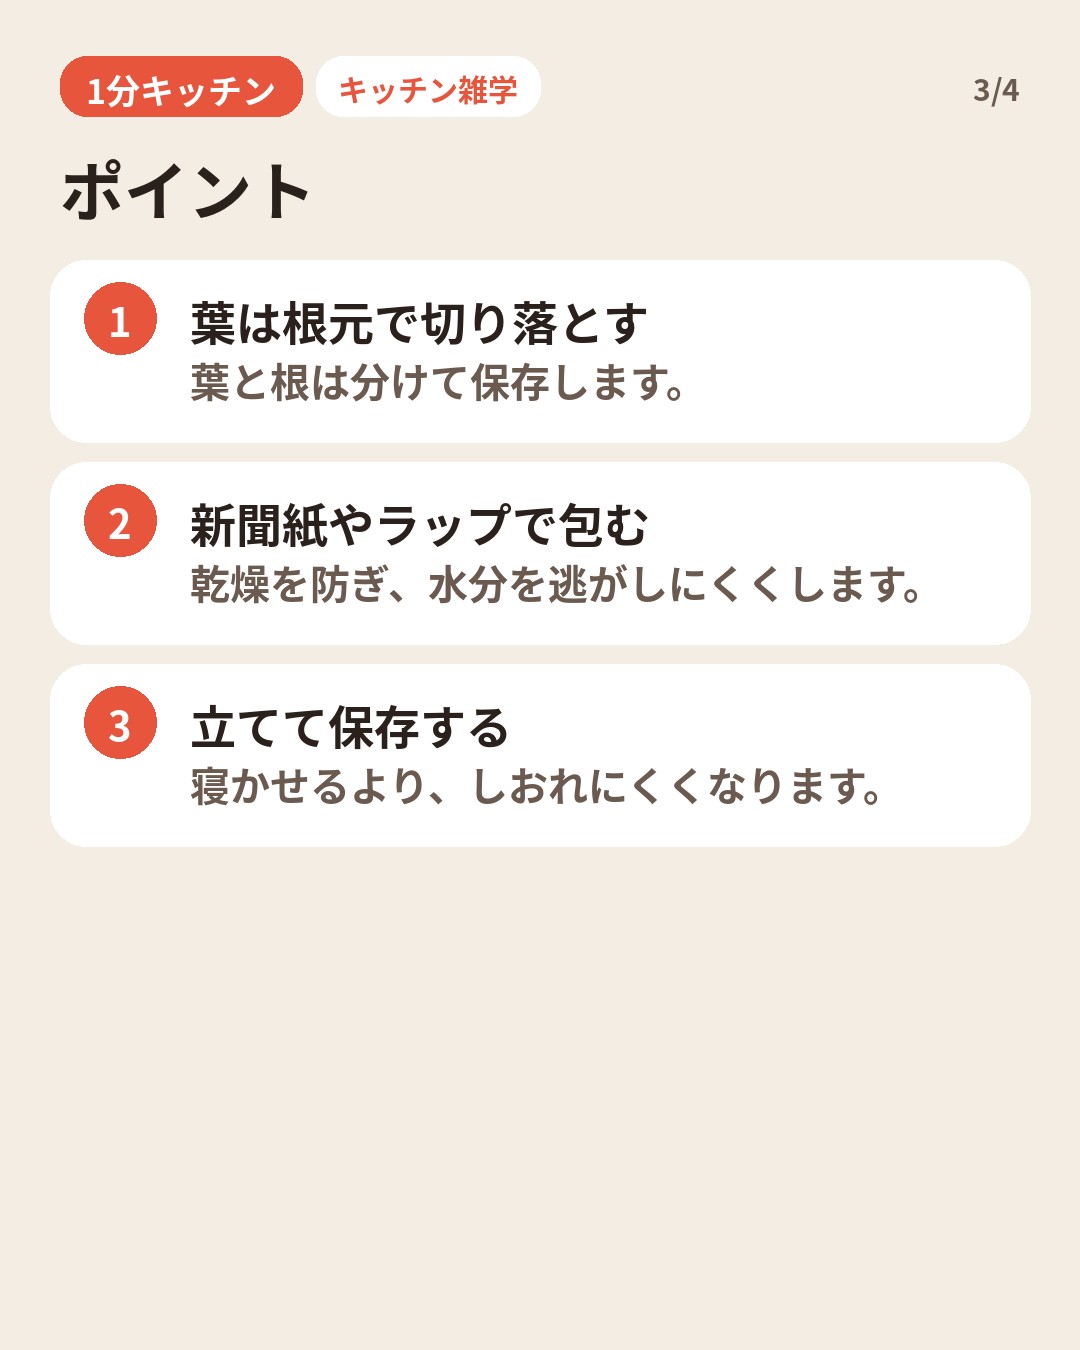 1分キッチン キッチン雑学 3/4
ポイント
1 葉は根元で切り落とす
葉と根は分けて保存します。
2 新聞紙やラップで包む
乾燥を防ぎ、水分を逃がしにくくします。
3 立てて保存する
寝かせるより、しおれにくくなります。